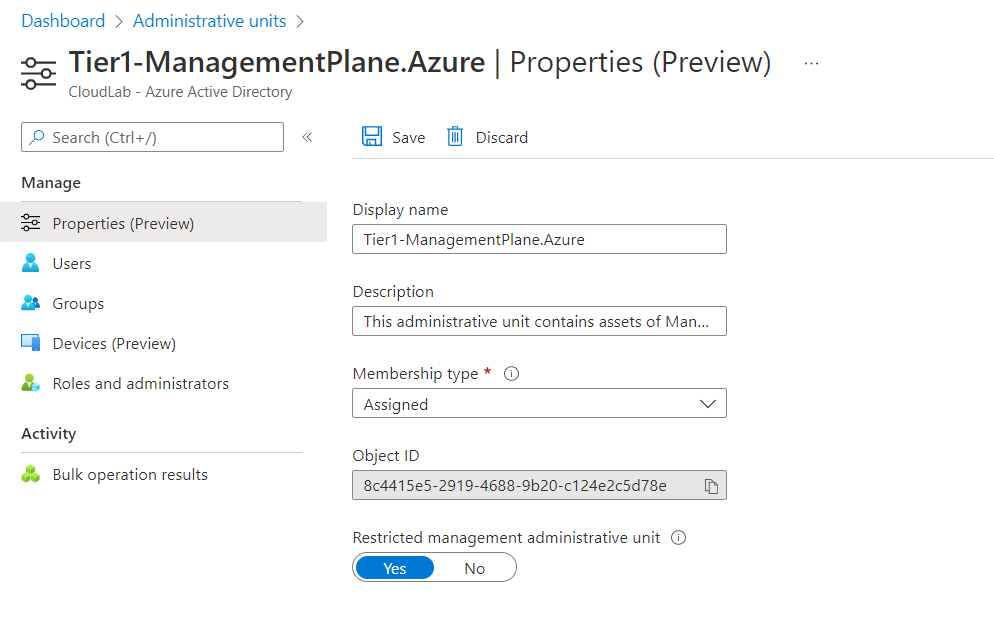 Dashboard > Administrative units >
Tier1-ManagementPlane.Azure | Properties (Preview) ...
CloudLab - Azure Active Directory
Search (Ctrl+/) «
Save Discard
Manage
Properties (Preview)
Users
Groups
Devices (Preview)
Roles and administrators
Activity
Bulk operation results
Display name
Tier1-ManagementPlane.Azure
Description
This administrative unit contains assets of Man...
Membership type *
Assigned
Object ID
8c4415e5-2919-4688-9b20-c124e2c5d78e
Restricted management administrative unit
Yes No